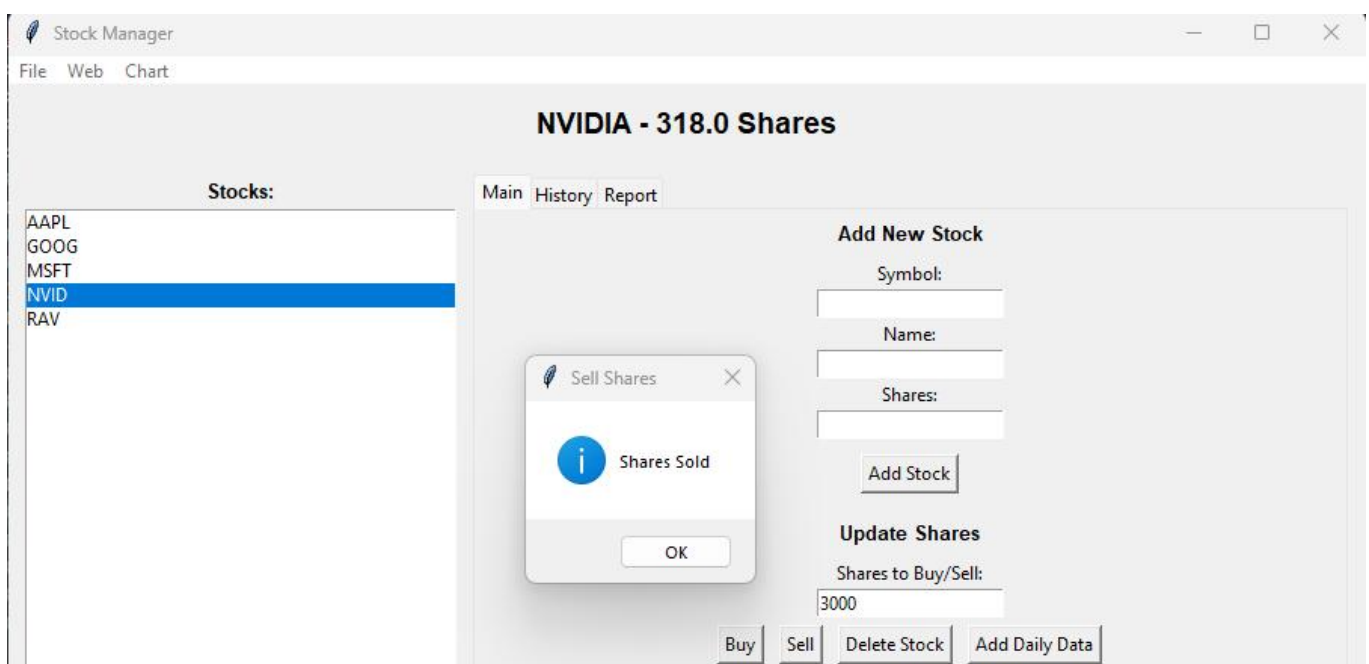 Stock Manager
File Web Chart
NVIDIA - 318.0 Shares
Stocks:
AAPL
GOOG
MSFT
NVID
RAV
Main History Report
Add New Stock
Symbol:
Name:
Shares:
Add Stock
Update Shares
Shares to Buy/Sell:
3000
Buy Sell Delete Stock Add Daily Data
Sell Shares
Shares Sold
OK